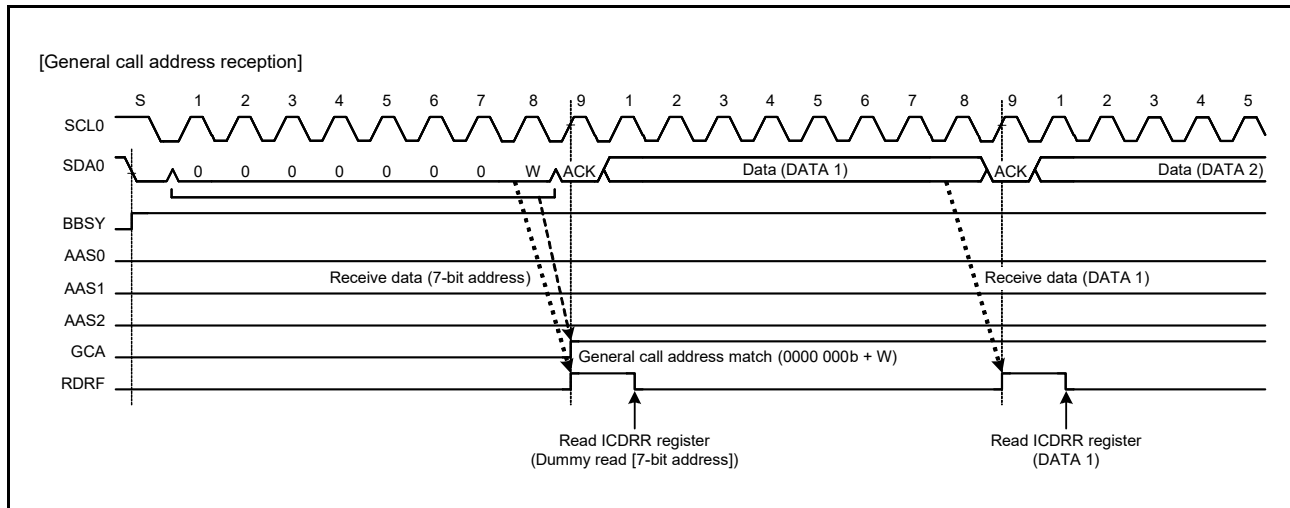 [General call address reception]
S 1 2 3 4 5 6 7 8 9 1 2 3 4 5 6 7 8 9 1 2 3 4 5
SCL0
SDA0 0 0 0 0 0 0 0 W ACK Data (DATA 1) ACK Data (DATA 2)
BBSY
AAS0
Receive data (7-bit address) Receive data (DATA 1)
AAS1
AAS2
GCA General call address match (0000 000b + W)
RDRF
Read ICDRR register Read ICDRR register
(Dummy read [7-bit address]) (DATA 1)